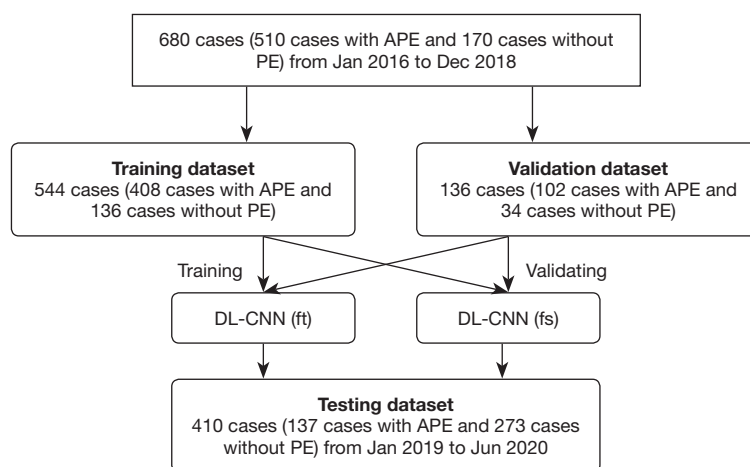 680 cases (510 cases with APE and 170 cases without
PE) from Jan 2016 to Dec 2018
Training dataset
544 cases (408 cases with APE and
136 cases without PE)
Validation dataset
136 cases (102 cases with APE and
34 cases without PE)
Training
Validating
DL-CNN (ft)
DL-CNN (fs)
Testing dataset
410 cases (137 cases with APE and 273 cases
without PE) from Jan 2019 to Jun 2020